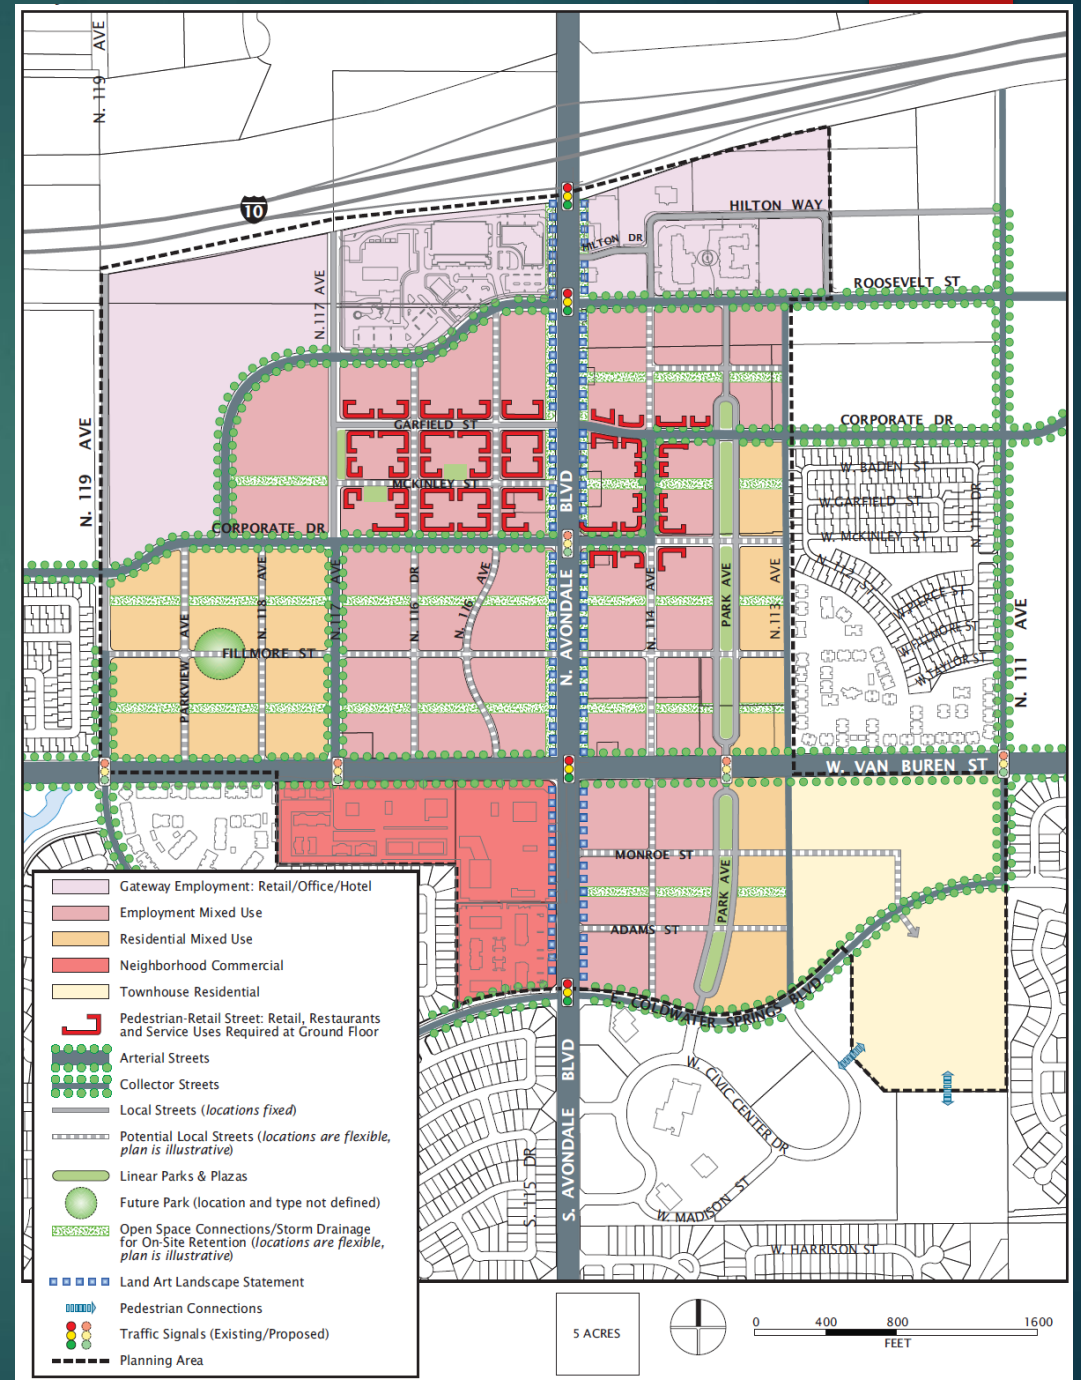 N. 119 AVE
10
HILTON WAY
HILTON DR
ROOSEVELT ST
N. 117 AVE
N. 119 AVE
GARFIELD ST
CORPORATE DR
MCKINLEY ST
W. BADEN ST
W. GARFIELD ST
W. McKINLEY ST
N. 111 DR
N. 112 ST
CORPORATE DR
N. AVONDALE BLVD
PARKVIEW AVE
N. 118 AVE
N. 117 AVE
N. 116 DR
N. 116 AVE
N. 114 AVE
PARK AVE
N. 113 AVE
N. 111 AVE
W. PIERCE ST
W. FILLMORE ST
W. TAYLOR ST
FILLMORE ST
W. VAN BUREN ST
MONROE ST
PARK AVE
ADAMS ST
E. COLDWATER SPRINGS BLVD
W. CIVIC CENTER DR
S. AVONDALE BLVD
S. 115 DR
W. MADISON ST
W. HARRISON ST
Gateway Employment: Retail/Office/Hotel
Employment Mixed Use
Residential Mixed Use
Neighborhood Commercial
Townhouse Residential
Pedestrian-Retail Street: Retail, Restaurants
and Service Uses Required at Ground Floor
Arterial Streets
Collector Streets
Local Streets (locations fixed)
Potential Local Streets (locations are flexible,
plan is illustrative)
Linear Parks & Plazas
Future Park (location and type not defined)
Open Space Connections/Storm Drainage
for On-Site Retention (locations are flexible,
plan is illustrative)
Land Art Landscape Statement
Pedestrian Connections
Traffic Signals (Existing/Proposed)
Planning Area
5 ACRES
0 400 800 1600
FEET